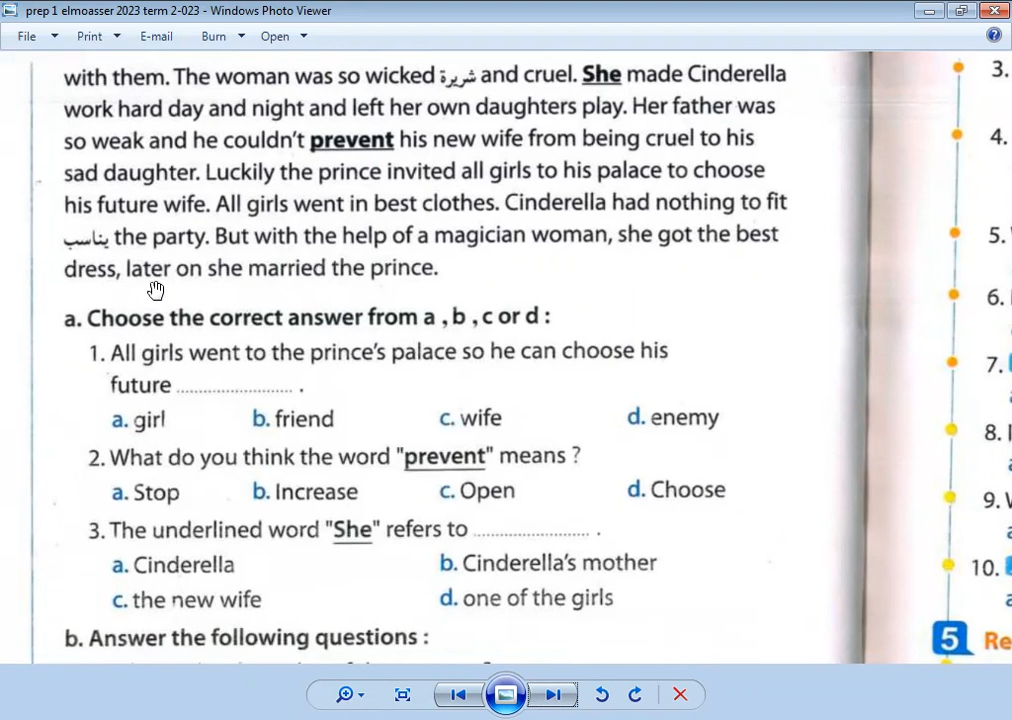 prep 1 elmoasser 2023 term 2-023 - Windows Photo Viewer
File Print E-mail Burn Open
with them. The woman was so wicked شريرة and cruel. She made Cinderella
work hard day and night and left her own daughters play. Her father was
so weak and he couldn't prevent his new wife from being cruel to his
sad daughter. Luckily the prince invited all girls to his palace to choose
his future wife. All girls went in best clothes. Cinderella had nothing to fit
يناسب the party. But with the help of a magician woman, she got the best
dress, later on she married the prince.
a. Choose the correct answer from a , b , c or d :
1. All girls went to the prince's palace so he can choose his
future ........................ .
a. girl b. friend c. wife d. enemy
2. What do you think the word "prevent" means ?
a. Stop b. Increase c. Open d. Choose
3. The underlined word "She" refers to ........................ .
a. Cinderella b. Cinderella's mother
c. the new wife d. one of the girls
b. Answer the following questions :
3.
4.
5.
6.
7.
8.
9.
10.
5 Re